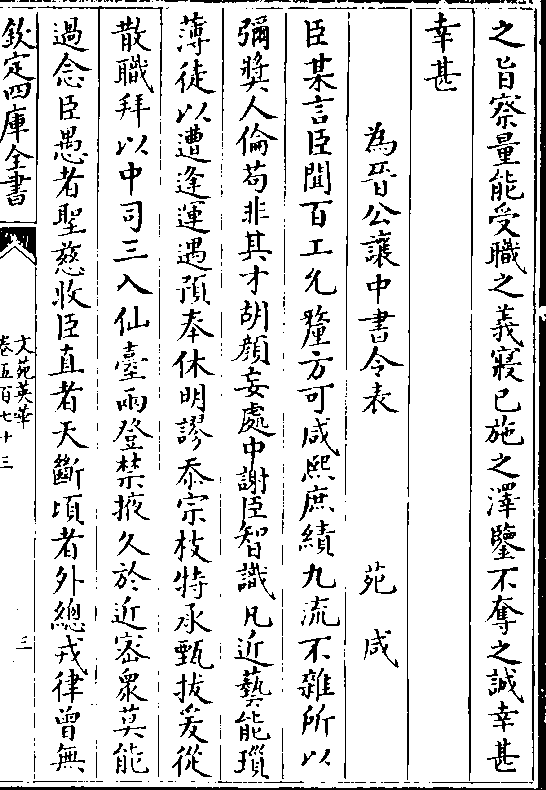 之旨察量能受職之義寢已施之澤鑒不奪之誠幸甚
幸甚
為晉公讓中書令表 苑咸
臣某言臣聞百工允釐方可咸熙庶績九流不雜所以
彌獎人倫茍非其才胡顔妄處中謝臣智識凡近藝能瑣
薄徒以遭逢運遇預奉休明謬忝宗枝特承甄拔爰從
散職拜以中司三入仙臺兩登禁掖久於近宻衆莫能
過念臣愚者聖慈收臣直者天斷頃者外總戎律曾無
欽定四庫全書
文苑英華
卷五百七十三
三